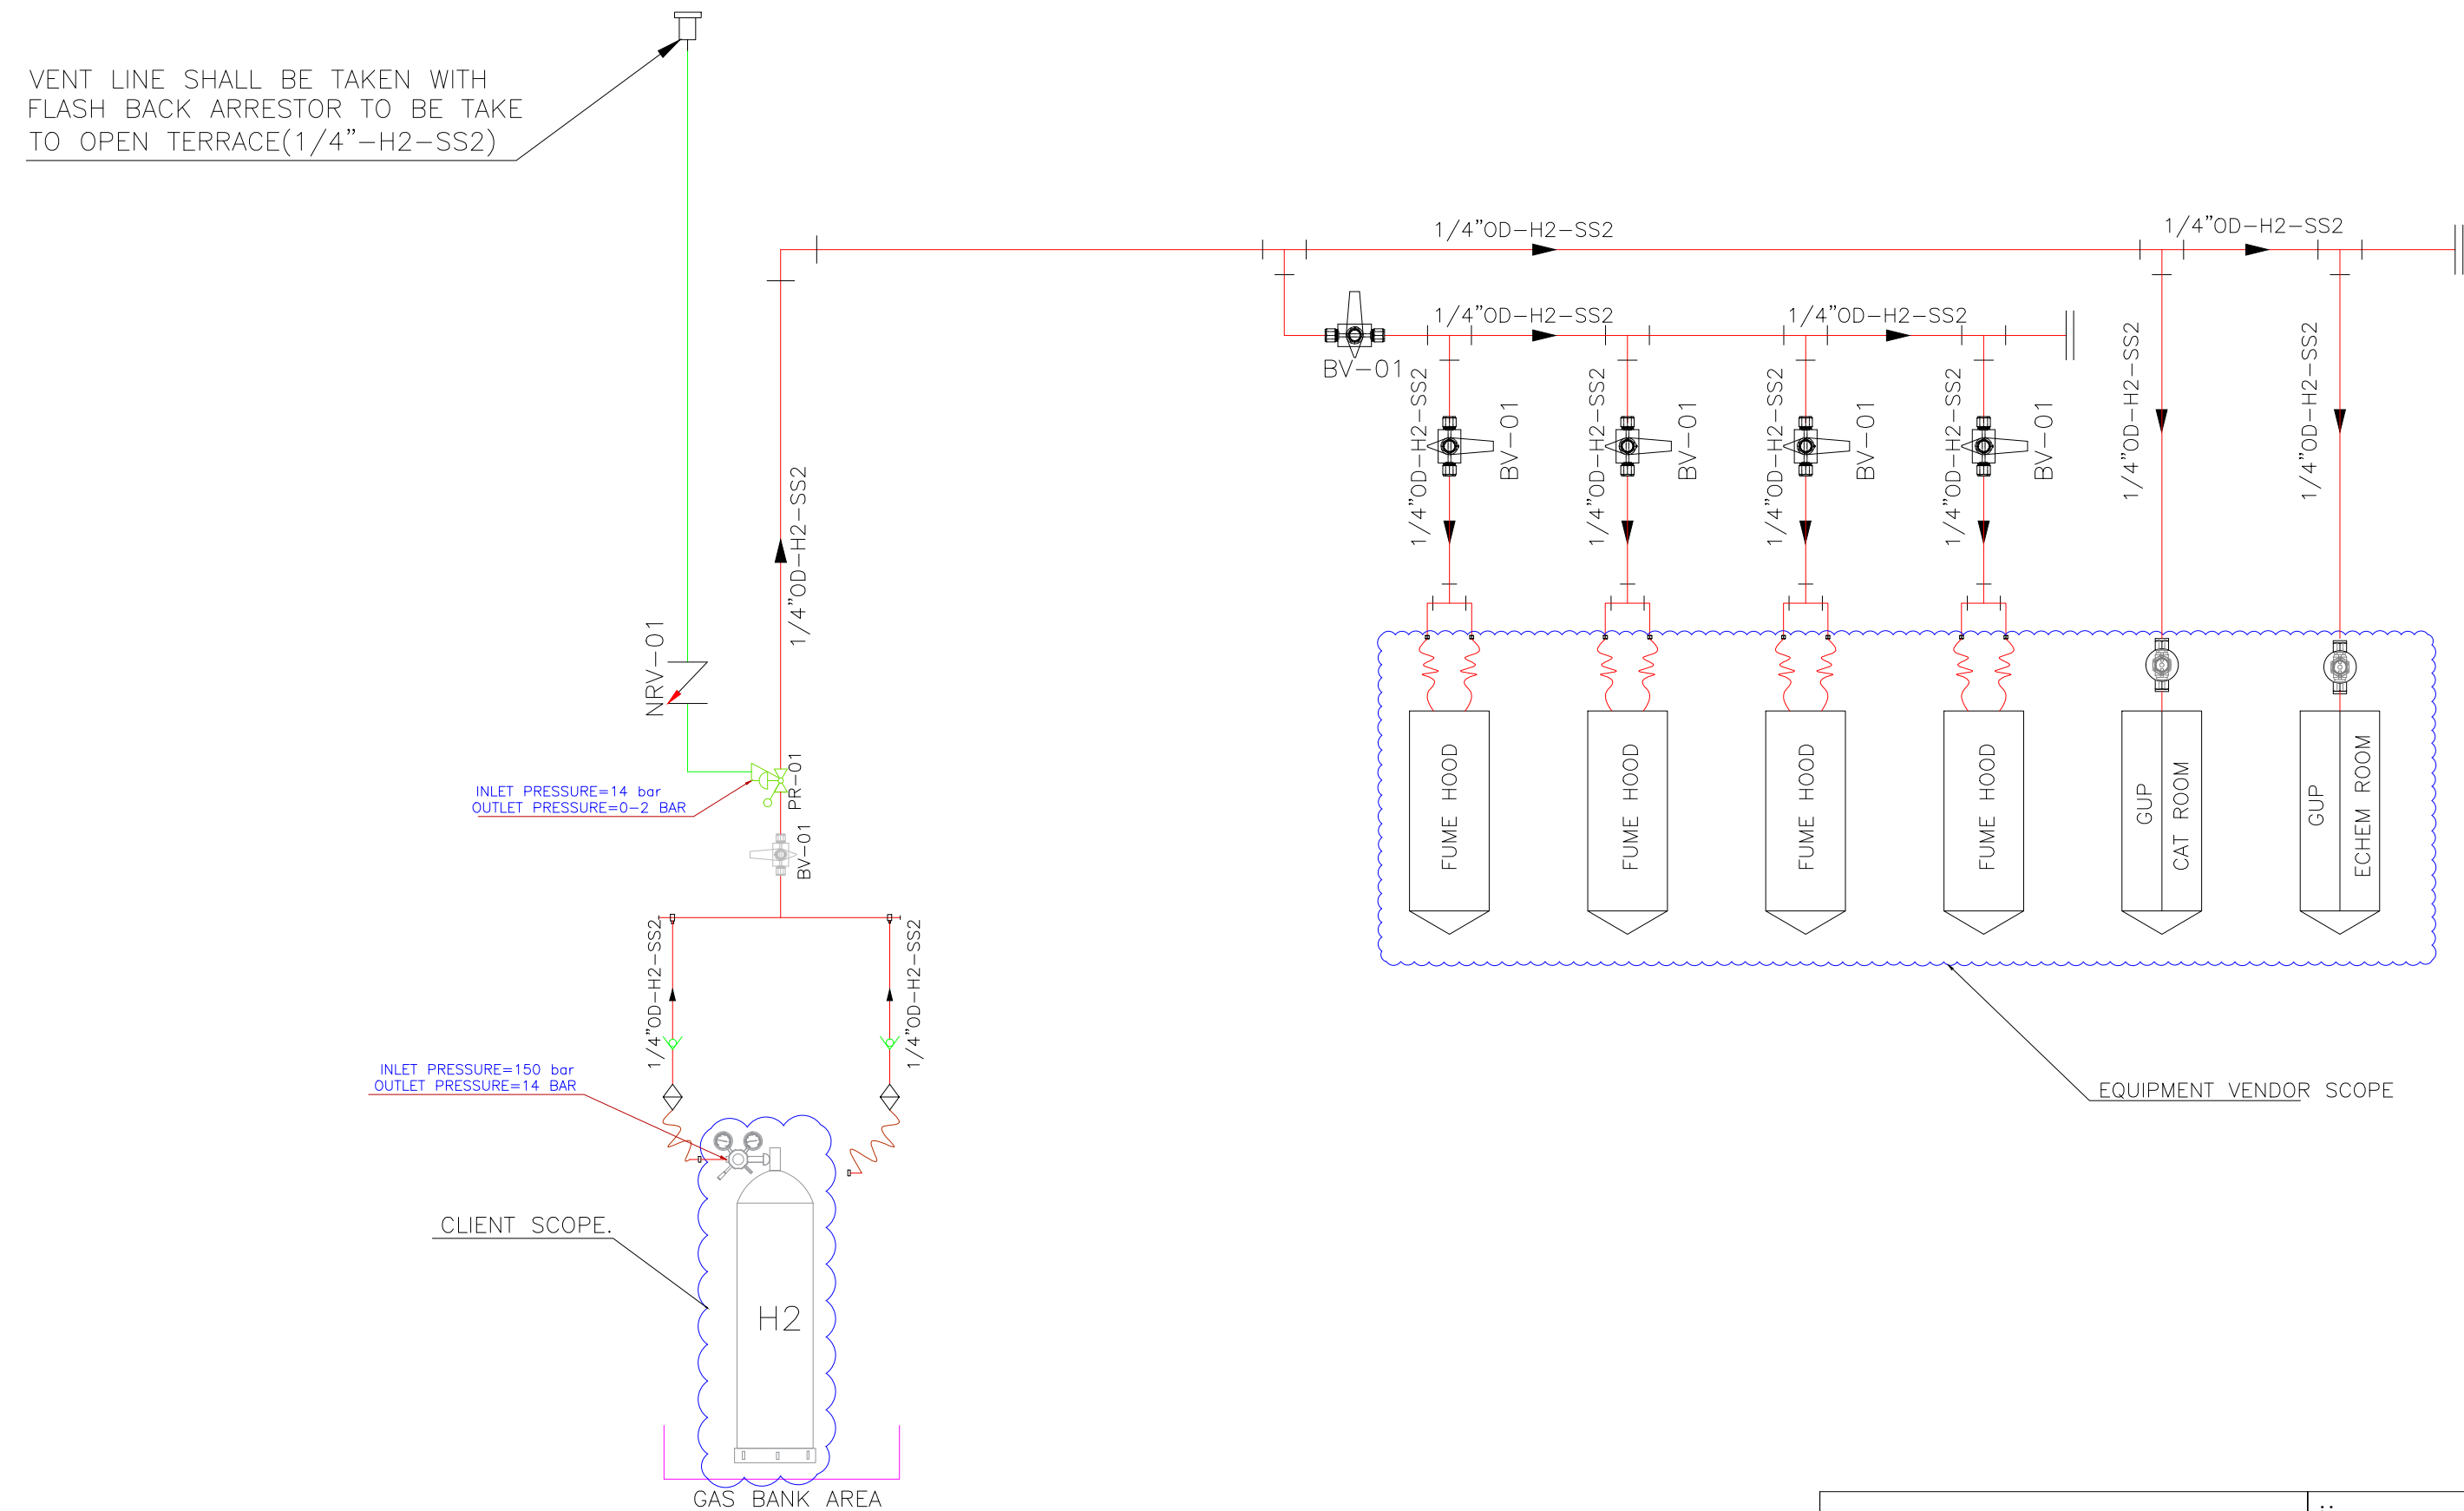 VENT LINE SHALL BE TAKEN WITH
FLASH BACK ARRESTOR TO BE TAKE
TO OPEN TERRACE(1/4"-H2-SS2)
1/4"OD-H2-SS2
1/4"OD-H2-SS2
1/4"OD-H2-SS2
1/4"OD-H2-SS2
BV-01
1/4"OD-H2-SS2
BV-01
1/4"OD-H2-SS2
BV-01
1/4"OD-H2-SS2
BV-01
1/4"OD-H2-SS2
BV-01
1/4"OD-H2-SS2
1/4"OD-H2-SS2
1/4"OD-H2-SS2
NRV-01
PR-01
INLET PRESSURE=14 bar
OUTLET PRESSURE=0-2 BAR
BV-01
FUME HOOD
FUME HOOD
FUME HOOD
FUME HOOD
GUP
CAT ROOM
GUP
ECHEM ROOM
1/4"OD-H2-SS2
1/4"OD-H2-SS2
INLET PRESSURE=150 bar
OUTLET PRESSURE=14 BAR
EQUIPMENT VENDOR SCOPE
CLIENT SCOPE.
H2
GAS BANK AREA